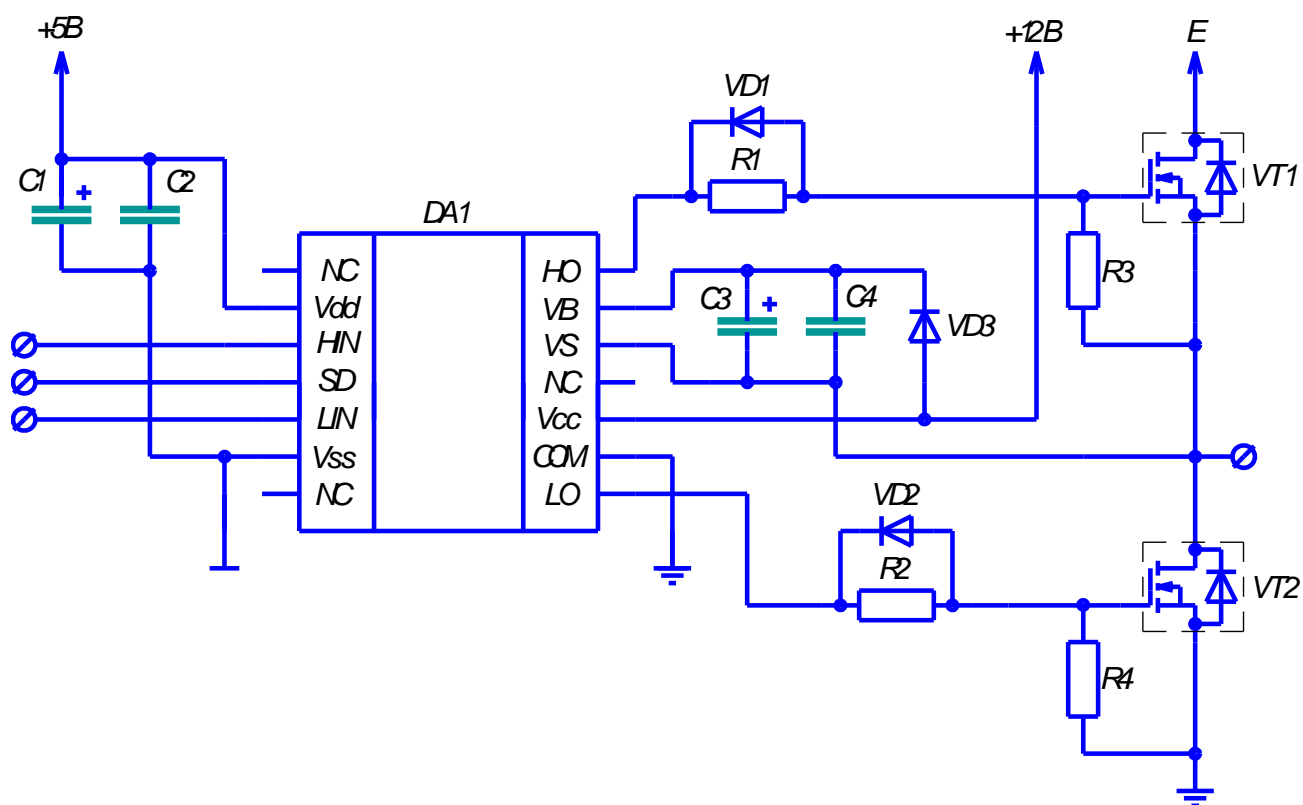 +5В
+12В
E
VD1
R1
C1
+
C2
VT1
DA1
NC
Vdd
HIN
SD
LIN
Vss
NC
HO
VB
VS
NC
Vcc
COM
LO
C3
+
C4
VD3
R3
VD2
R2
VT2
R4